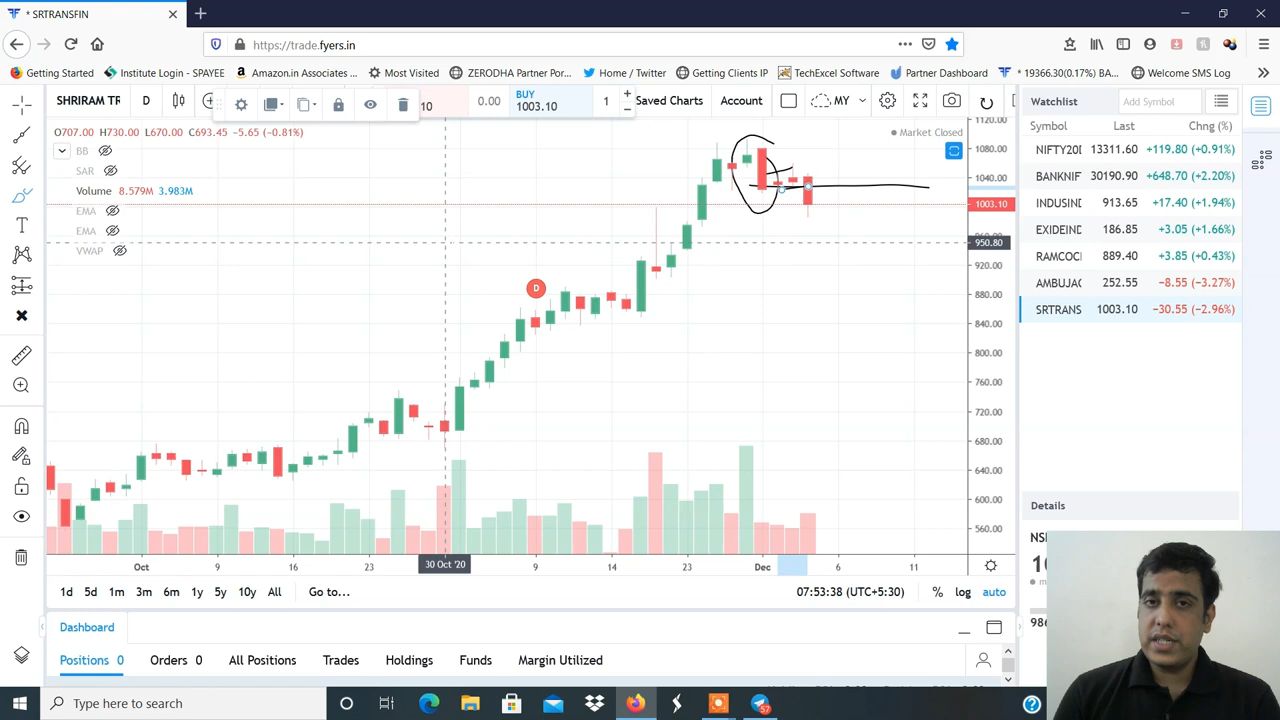 * SRTRANSFIN
https://trade.fyers.in
Getting Started
Institute Login - SPAYEE
Amazon.in Associates ...
Most Visited
ZERODHA Partner Por...
Home / Twitter
Getting Clients IP
TechExcel Software
Partner Dashboard
* 19366.30(0.17%) BA...
Welcome SMS Log
SHRIRAM TR
D
10
0.00
BUY
1003.10
1
Saved Charts
Account
MY
Watchlist
Add Symbol
O707.00 H730.00 L670.00 C693.45 −5.65 (−0.81%)
Market Closed
BB
SAR
Volume 8.579M 3.983M
EMA
EMA
VWAP
D
1120.00
1080.00
1040.00
1003.10
960.00
950.80
920.00
880.00
840.00
800.00
760.00
720.00
680.00
640.00
600.00
560.00
Symbol Last Chng (%)
NIFTY20D 13311.60 +119.80 (+0.91%)
BANKNIF 30190.90 +648.70 (+2.20%)
INDUSIND 913.65 +17.40 (+1.94%)
EXIDEIND 186.85 +3.05 (+1.66%)
RAMCOC 889.40 +3.85 (+0.43%)
AMBUJAC 252.55 −8.55 (−3.27%)
SRTRANS 1003.10 −30.55 (−2.96%)
Oct 9 16 23 30 Oct '20 9 14 23 Dec 6 11
1d 5d 1m 3m 6m 1y 5y 10y All Go to...
07:53:38 (UTC+5:30) % log auto
Details
NS
10
986
Dashboard
Positions 0 Orders 0 All Positions Trades Holdings Funds Margin Utilized
Type here to search
57